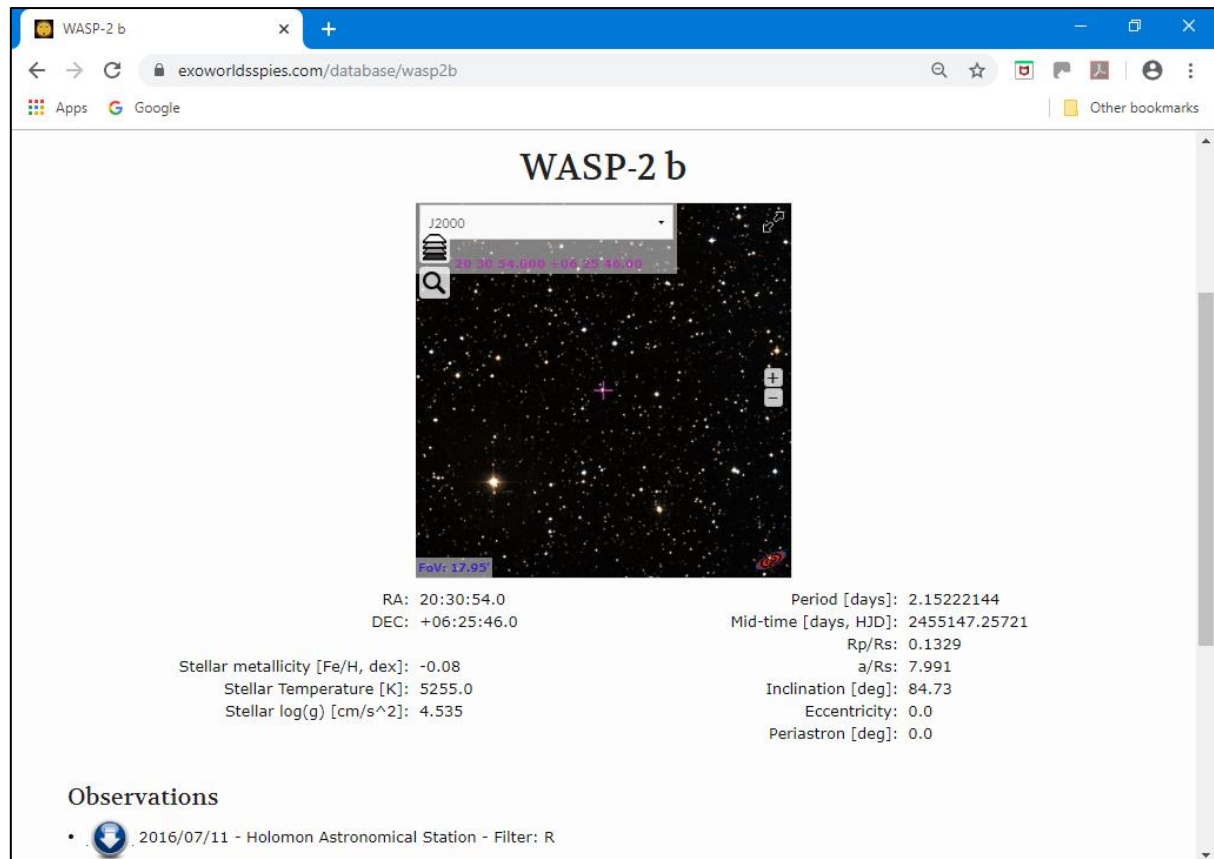 WASP-2 b
exoworldsspies.com/database/wasp2b
Apps Google Other bookmarks
WASP-2 b
J2000
20 30 54.000 +06 25 46.00
+
−
FoV: 17.95'
RA: 20:30:54.0
DEC: +06:25:46.0
Stellar metallicity [Fe/H, dex]: -0.08
Stellar Temperature [K]: 5255.0
Stellar log(g) [cm/s^2]: 4.535
Period [days]: 2.15222144
Mid-time [days, HJD]: 2455147.25721
Rp/Rs: 0.1329
a/Rs: 7.991
Inclination [deg]: 84.73
Eccentricity: 0.0
Periastron [deg]: 0.0
Observations
• 2016/07/11 - Holomon Astronomical Station - Filter: R